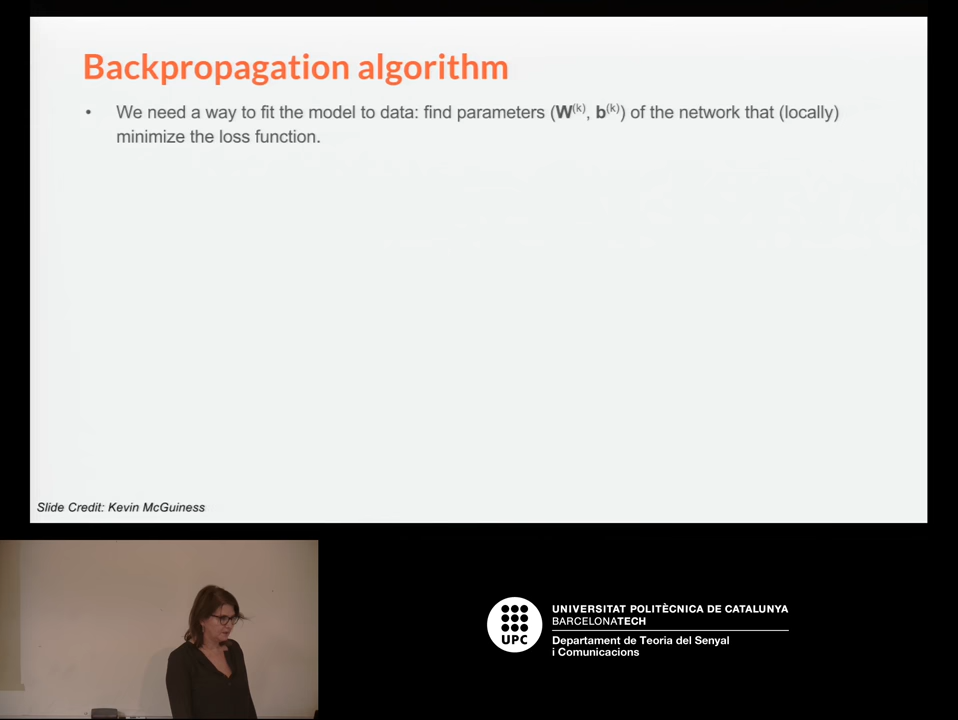 Backpropagation algorithm
• We need a way to fit the model to data: find parameters (W(k), b(k)) of the network that (locally)
minimize the loss function.
Slide Credit: Kevin McGuiness
UPC
UNIVERSITAT POLITÈCNICA DE CATALUNYA
BARCELONATECH
Departament de Teoria del Senyal
i Comunicacions